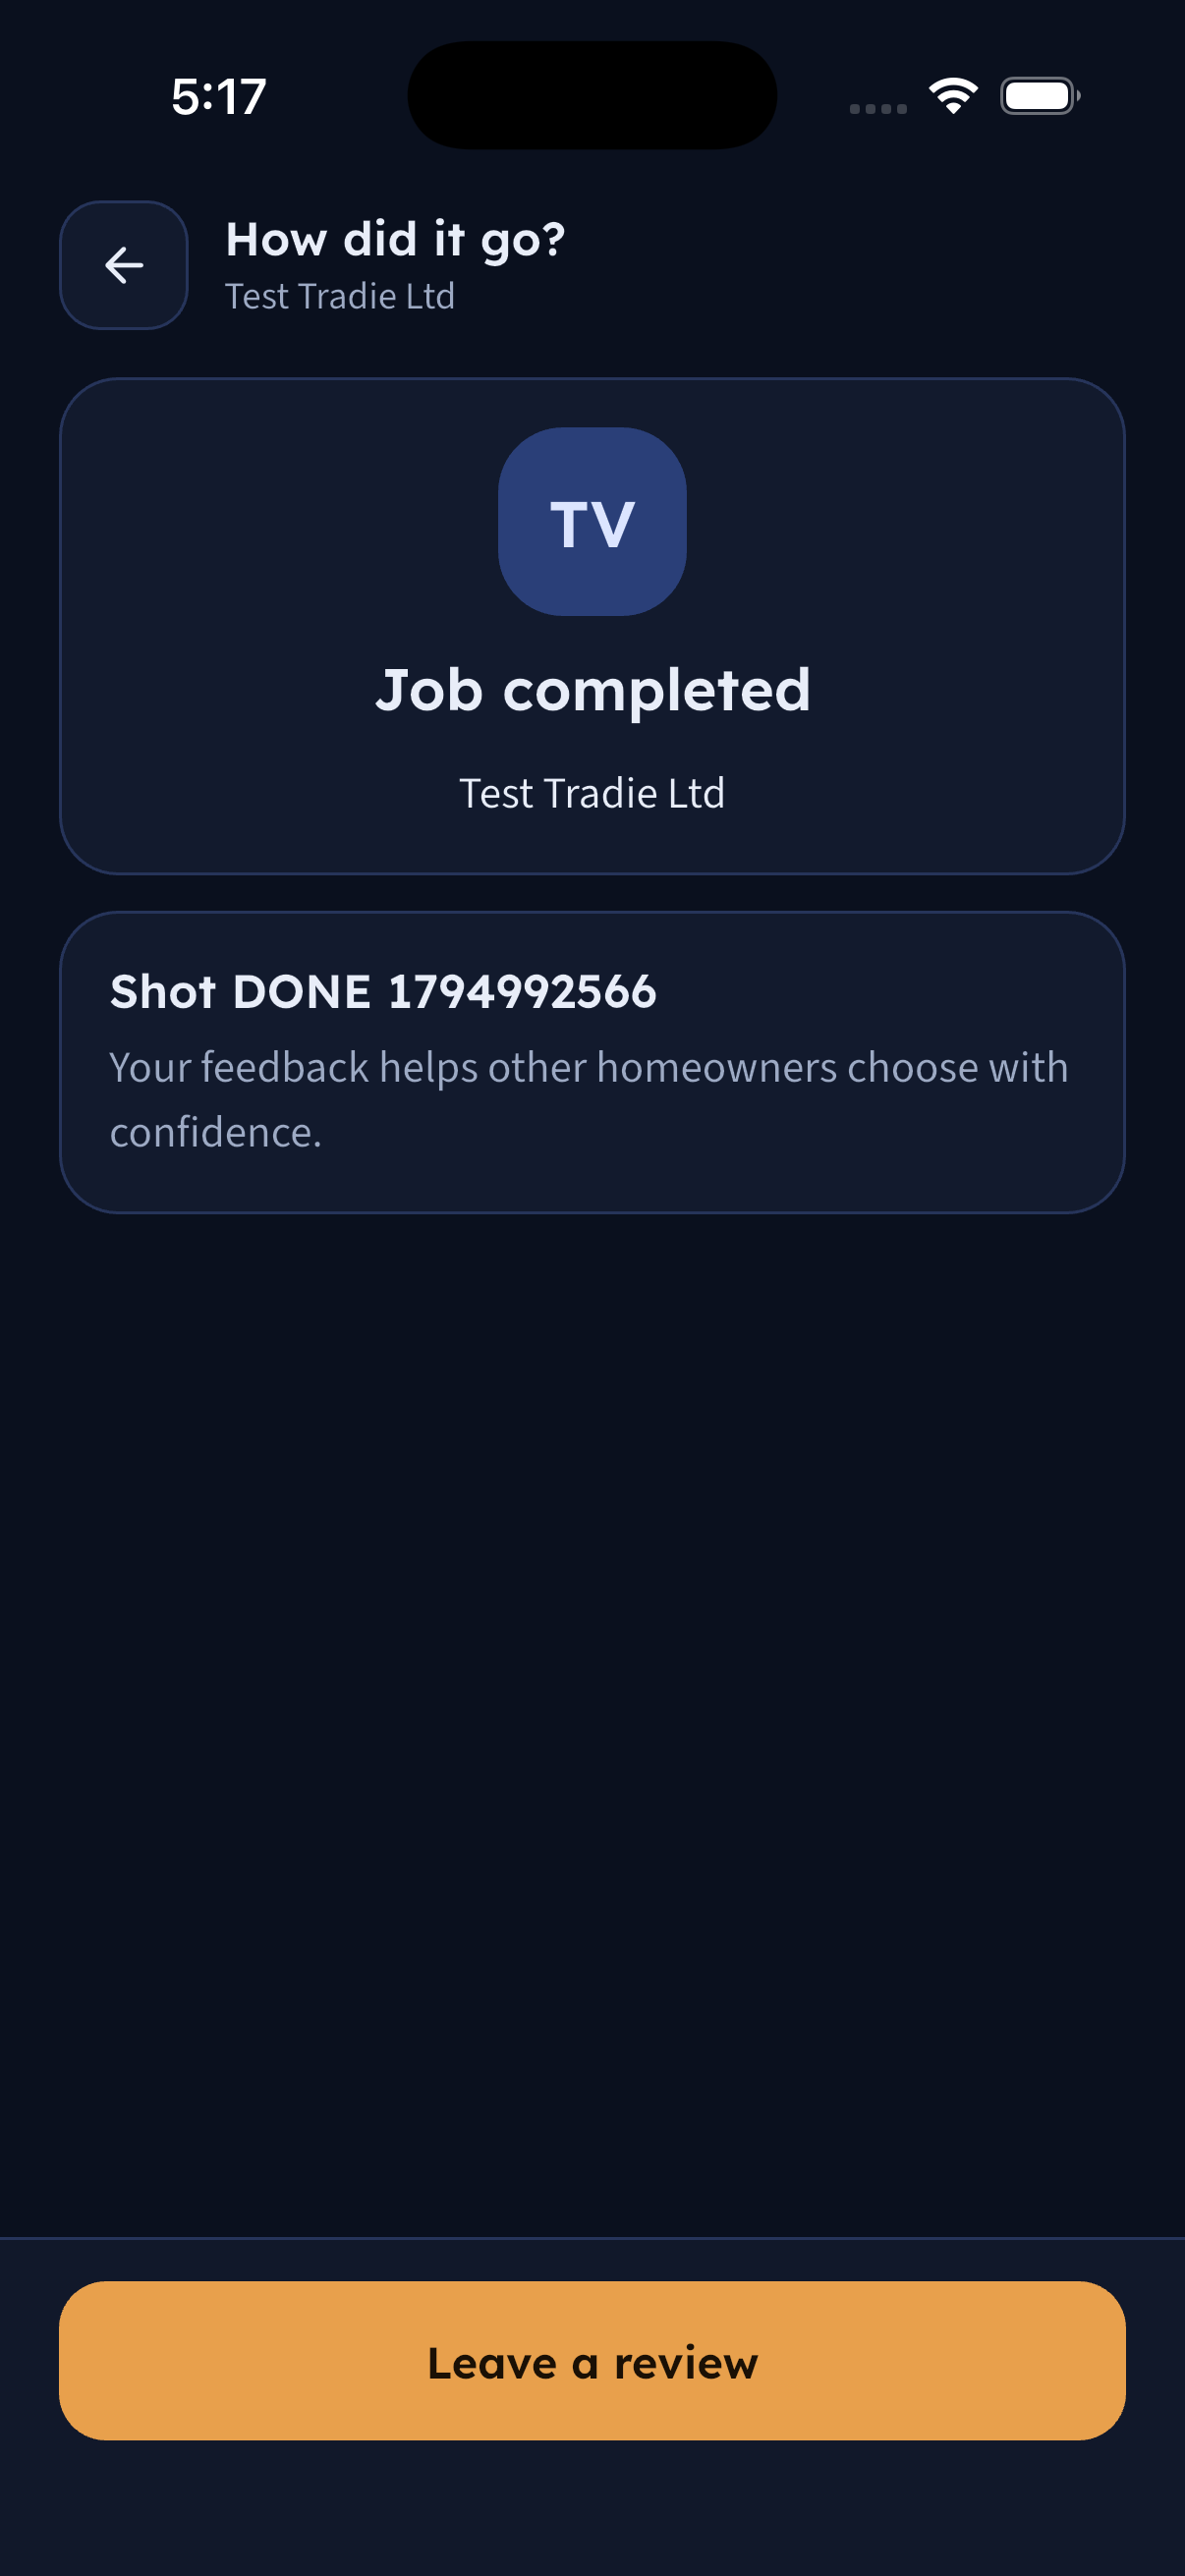 5:17
How did it go?
Test Tradie Ltd
TV
Job completed
Test Tradie Ltd
Shot DONE 1794992566
Your feedback helps other homeowners choose with
confidence.
Leave a review